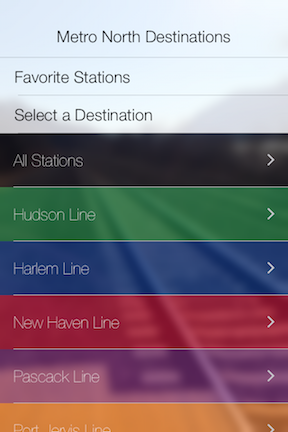 Metro North Destinations
Favorite Stations
Select a Destination
All Stations
Hudson Line
Harlem Line
New Haven Line
Pascack Line
Port Jervis Line